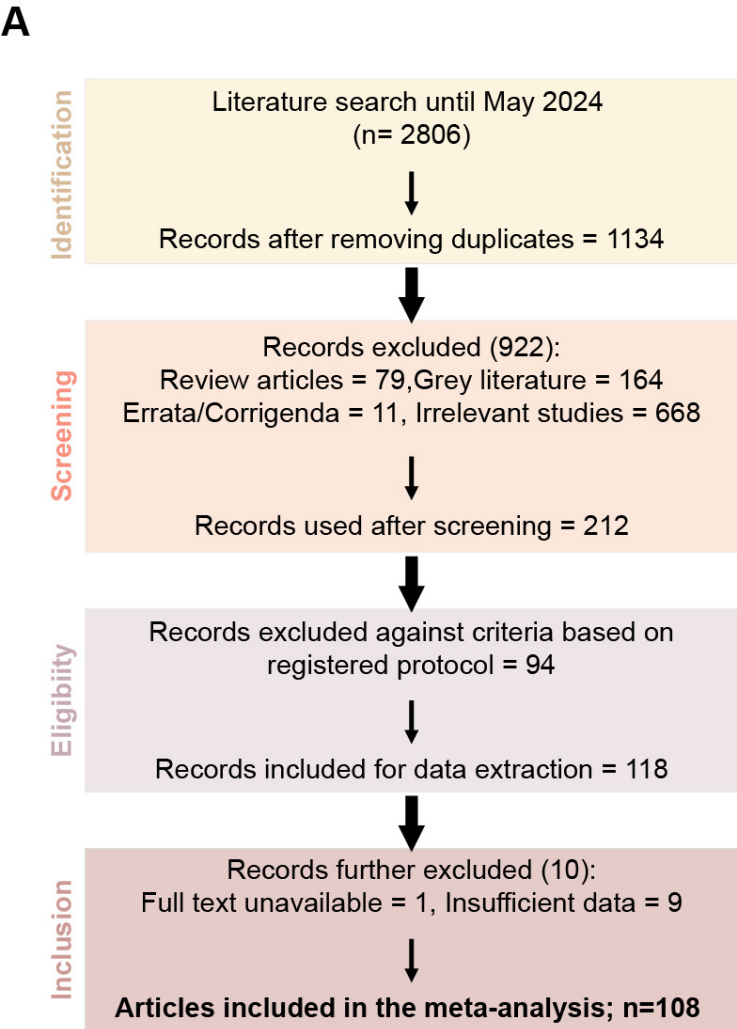 A
Identification
Literature search until May 2024
(n= 2806)
Records after removing duplicates = 1134
Screening
Records excluded (922):
Review articles = 79,Grey literature = 164
Errata/Corrigenda = 11, Irrelevant studies = 668
Records used after screening = 212
Eligibiity
Records excluded against criteria based on
registered protocol = 94
Records included for data extraction = 118
Inclusion
Records further excluded (10):
Full text unavailable = 1, Insufficient data = 9
Articles included in the meta-analysis; n=108